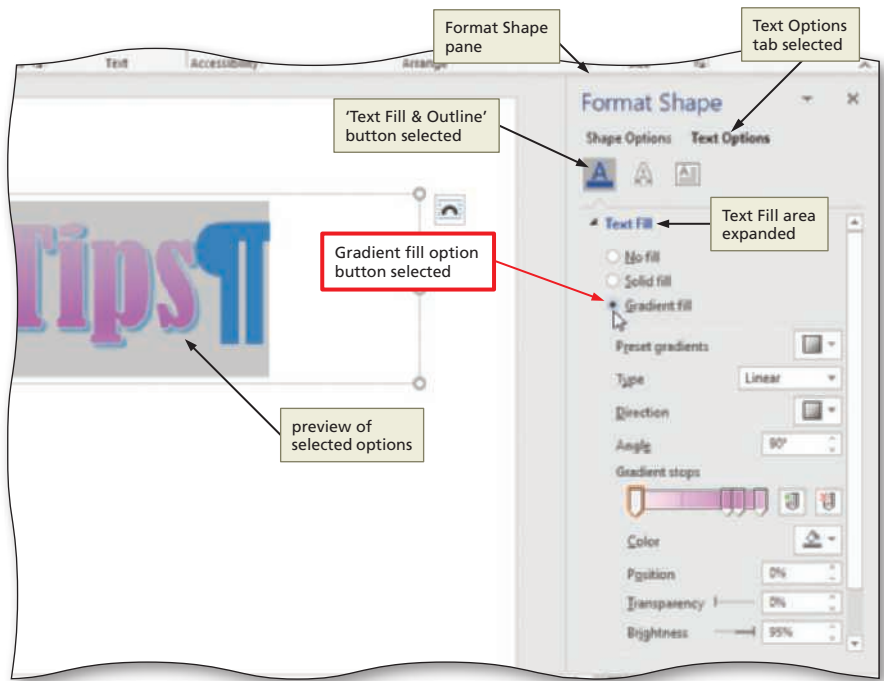 Format Shape
pane
Text Options
tab selected
Text
Accessibility
Arrange
Format Shape
'Text Fill & Outline'
button selected
Shape Options Text Options
Text Fill
Text Fill area
expanded
No fill
Solid fill
Gradient fill
Gradient fill option
button selected
Tips¶
Preset gradients
Type Linear
Direction
Angle 90°
Gradient stops
preview of
selected options
Color
Position 0%
Transparency 0%
Brightness 95%